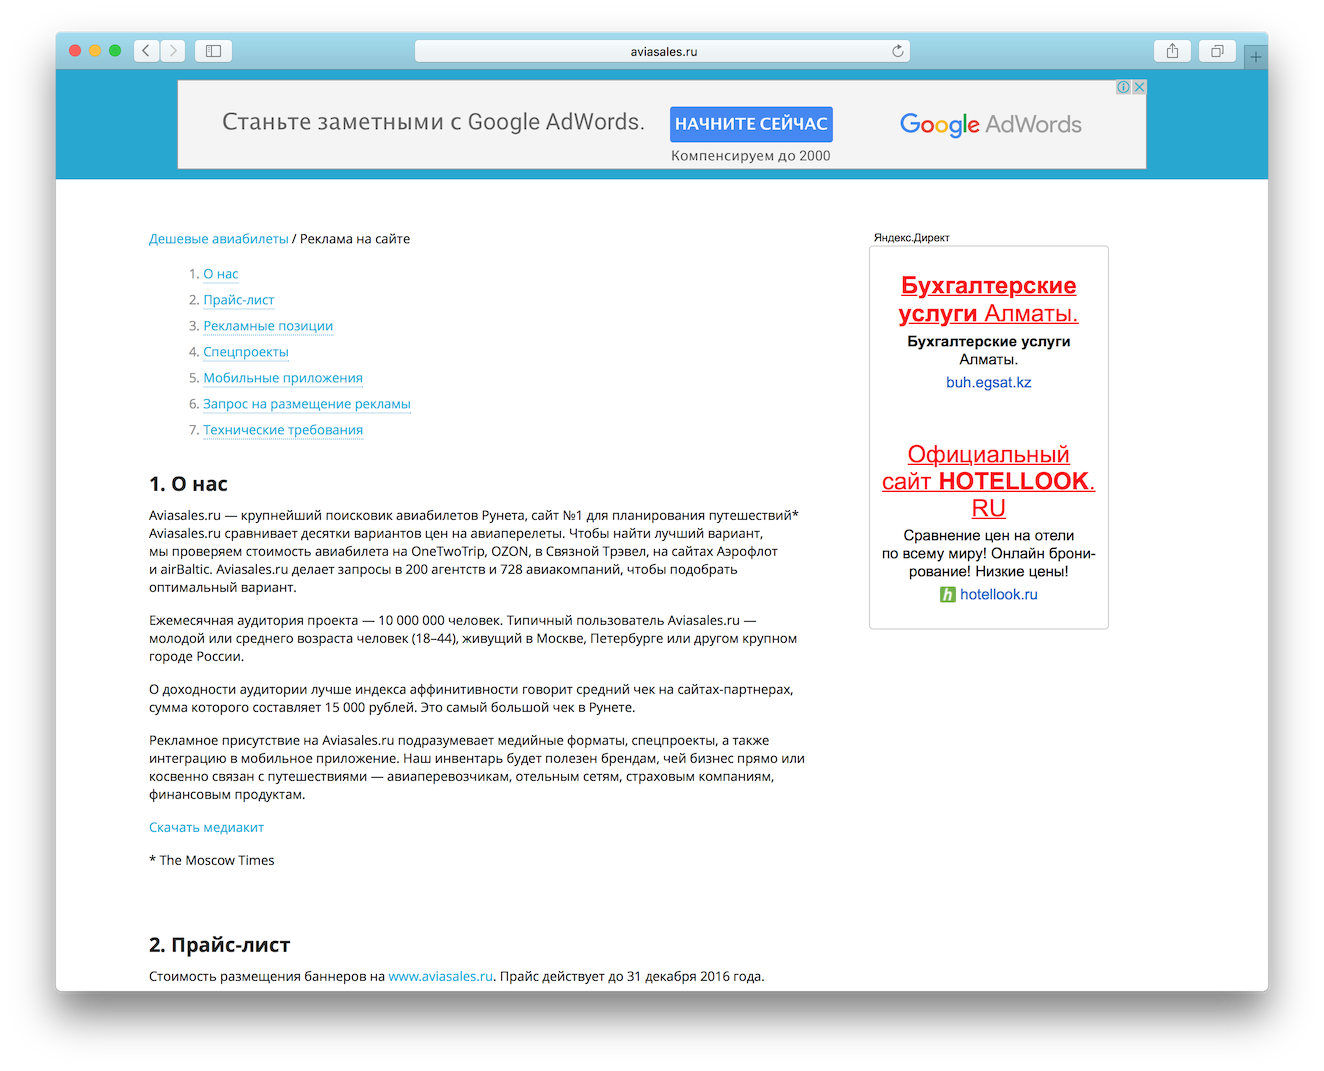 aviasales.ru
Станьте заметными с Google AdWords.
НАЧНИТЕ СЕЙЧАС
Компенсируем до 2000
Google AdWords
Дешевые авиабилеты / Реклама на сайте
1. О нас
2. Прайс-лист
3. Рекламные позиции
4. Спецпроекты
5. Мобильные приложения
6. Запрос на размещение рекламы
7. Технические требования
1. О нас
Aviasales.ru — крупнейший поисковик авиабилетов Рунета, сайт №1 для планирования путешествий*
Aviasales.ru сравнивает десятки вариантов цен на авиаперелеты. Чтобы найти лучший вариант,
мы проверяем стоимость авиабилета на OneTwoTrip, OZON, в Связной Трэвел, на сайтах Аэрофлот
и airBaltic. Aviasales.ru делает запросы в 200 агентств и 728 авиакомпаний, чтобы подобрать
оптимальный вариант.
Ежемесячная аудитория проекта — 10 000 000 человек. Типичный пользователь Aviasales.ru —
молодой или среднего возраста человек (18–44), живущий в Москве, Петербурге или другом крупном
городе России.
О доходности аудитории лучше индекса аффинитивности говорит средний чек на сайтах-партнерах,
сумма которого составляет 15 000 рублей. Это самый большой чек в Рунете.
Рекламное присутствие на Aviasales.ru подразумевает медийные форматы, спецпроекты, а также
интеграцию в мобильное приложение. Наш инвентарь будет полезен брендам, чей бизнес прямо или
косвенно связан с путешествиями — авиаперевозчикам, отельным сетям, страховым компаниям,
финансовым продуктам.
Скачать медиакит
* The Moscow Times
2. Прайс-лист
Стоимость размещения баннеров на www.aviasales.ru. Прайс действует до 31 декабря 2016 года.
Яндекс.Директ
Бухгалтерские
услуги Алматы.
Бухгалтерские услуги
Алматы.
buh.egsat.kz
Официальный
сайт HOTELLOOK.
RU
Сравнение цен на отели
по всему миру! Онлайн брони-
рование! Низкие цены!
h hotellook.ru